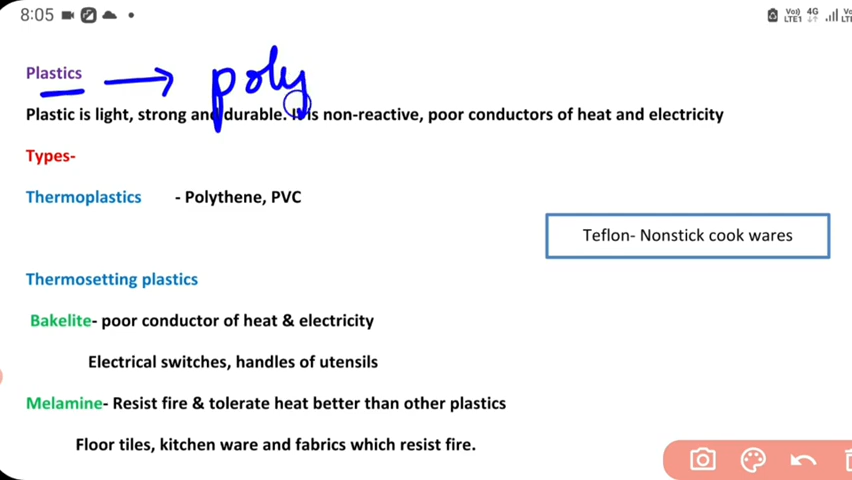 8:05 Vo) LTE1 4G
Plastics → poly
Plastic is light, strong and durable. It is non-reactive, poor conductors of heat and electricity
Types-
Thermoplastics - Polythene, PVC
Teflon- Nonstick cook wares
Thermosetting plastics
Bakelite- poor conductor of heat & electricity
Electrical switches, handles of utensils
Melamine- Resist fire & tolerate heat better than other plastics
Floor tiles, kitchen ware and fabrics which resist fire.